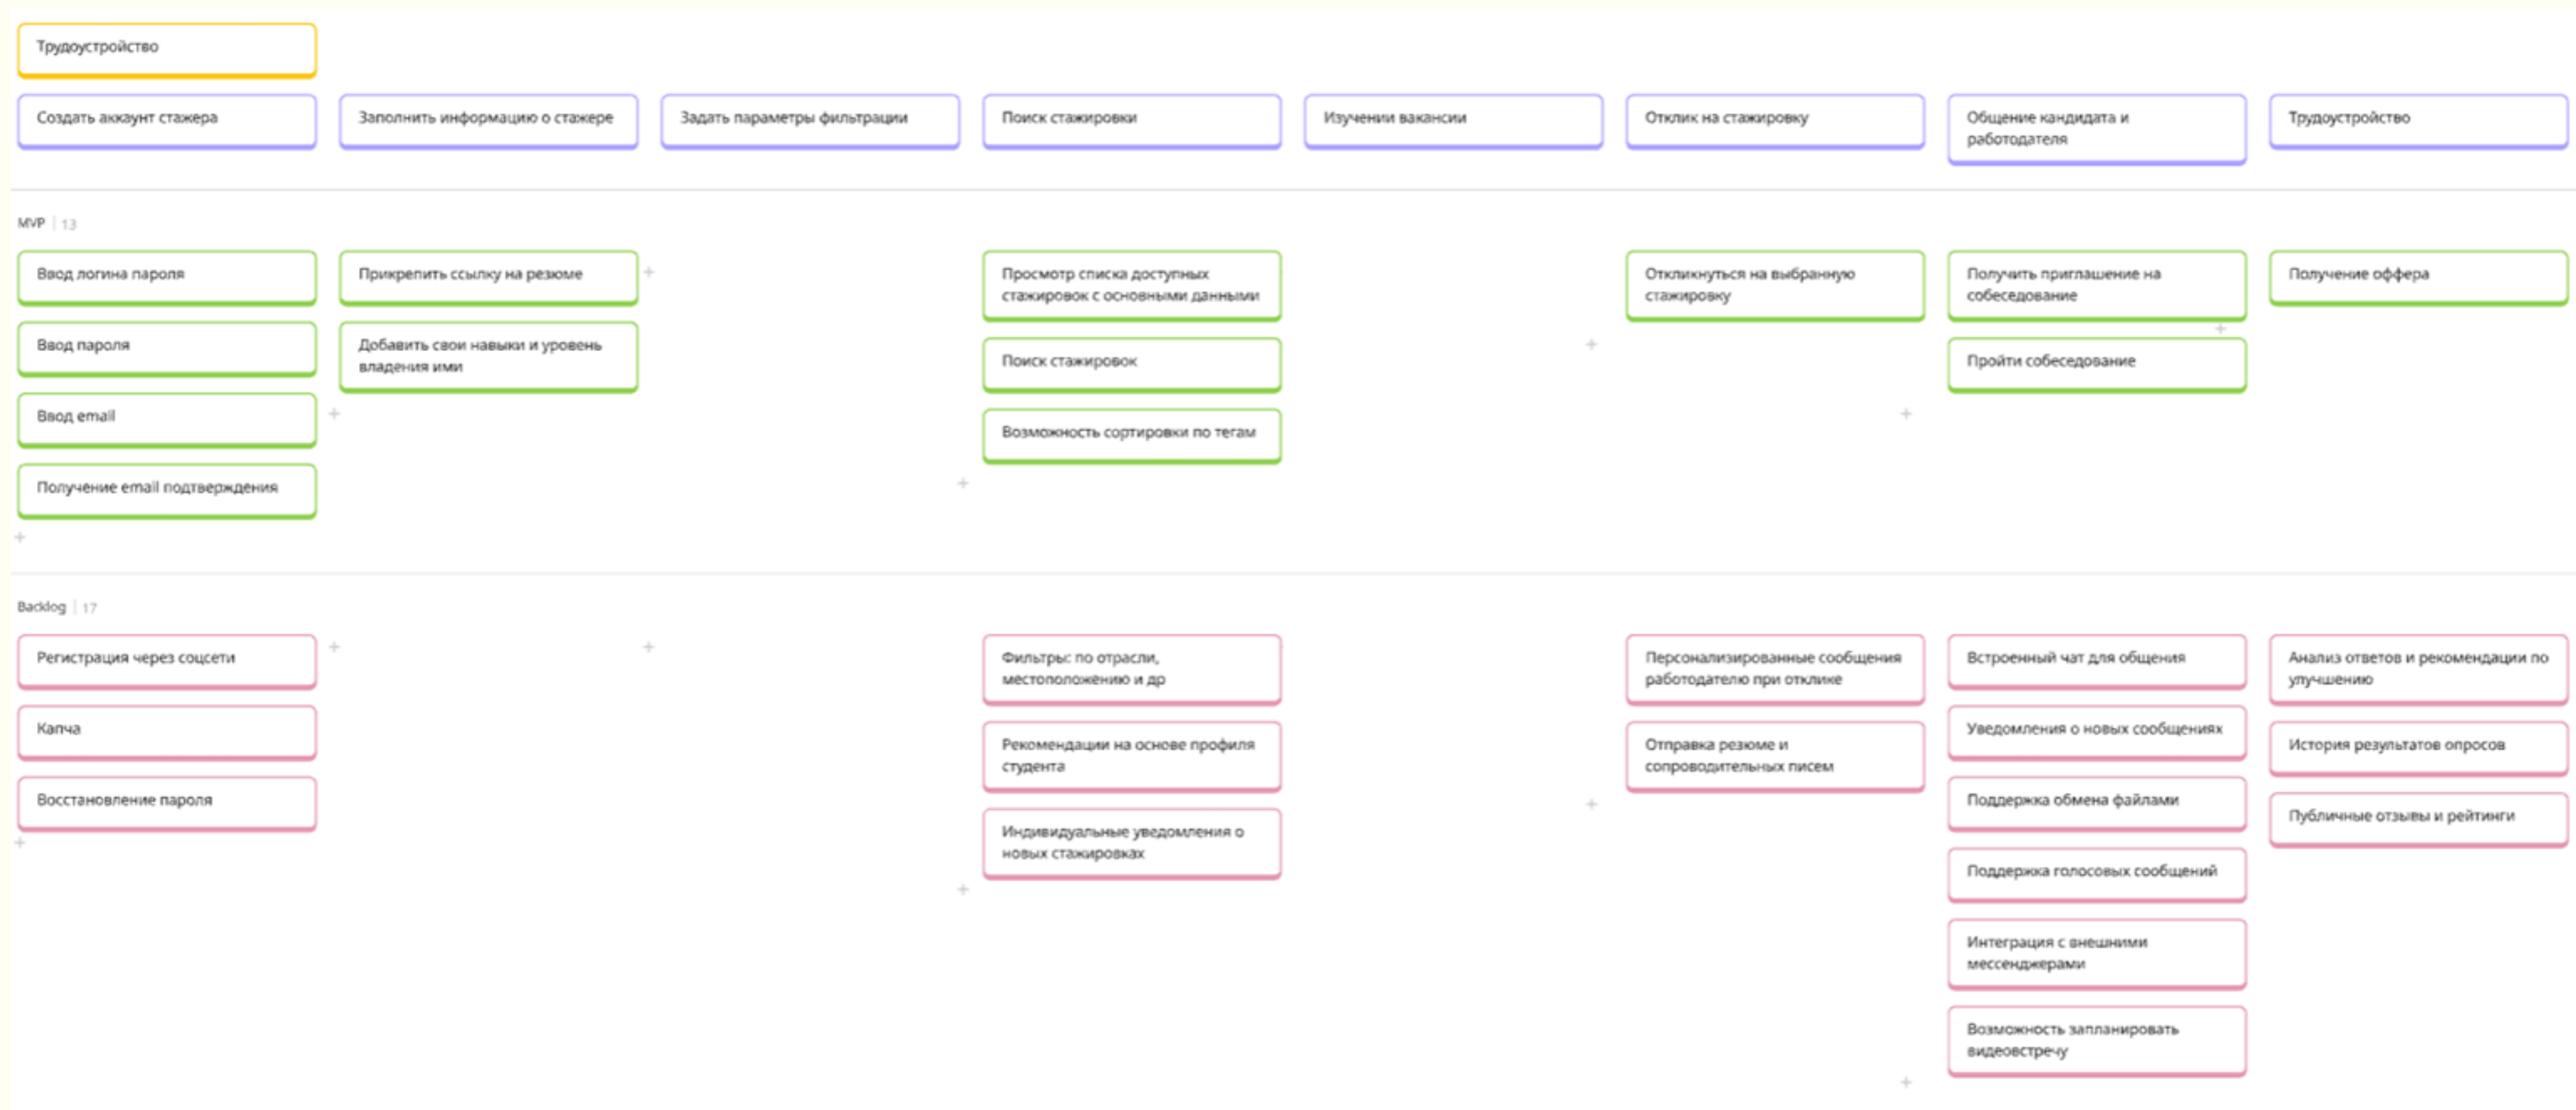 Трудоустройство
Создать аккаунт стажера
Заполнить информацию о стажере
Задать параметры фильтрации
Поиск стажировки
Изучении вакансии
Отклик на стажировку
Общение кандидата и
работодателя
Трудоустройство
MVP | 13
Ввод логина пароля
Ввод пароля
Ввод email
Получение email подтверждения
Прикрепить ссылку на резюме
Добавить свои навыки и уровень
владения ими
Просмотр списка доступных
стажировок с основными данными
Поиск стажировок
Возможность сортировки по тегам
Откликнуться на выбранную
стажировку
Получить приглашение на
собеседование
Пройти собеседование
Получение оффера
Backlog | 17
Регистрация через соцсети
Капча
Восстановление пароля
Фильтры: по отрасли,
местоположению и др
Рекомендации на основе профиля
студента
Индивидуальные уведомления о
новых стажировках
Персонализированные сообщения
работодателю при отклике
Отправка резюме и
сопроводительных писем
Встроенный чат для общения
Уведомления о новых сообщениях
Поддержка обмена файлами
Поддержка голосовых сообщений
Интеграция с внешними
мессенджерами
Возможность запланировать
видеовстречу
Анализ ответов и рекомендации по
улучшению
История результатов опросов
Публичные отзывы и рейтинги